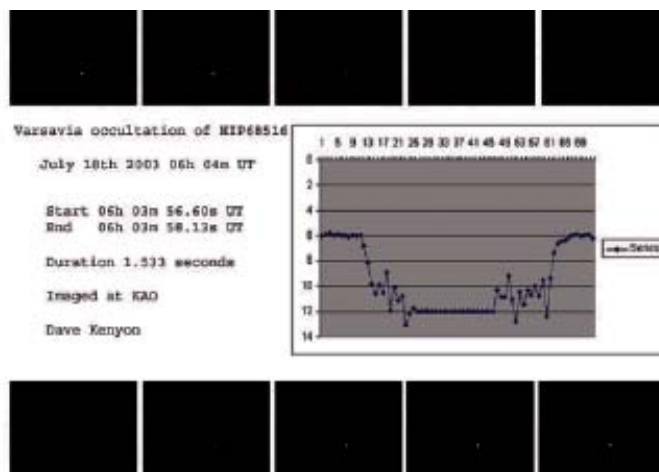 Varsavia occultation of HIP68516
July 18th 2003 06h 04m UT
Start 06h 03m 56.60s UT
End 06h 03m 58.13s UT
Duration 1.533 seconds
Imaged at KAO
Dave Kenyon
1 5 9 13 17 21 25 29 33 37 41 45 49 53 57 61 65 69
0
2
4
6
8
10
12
14